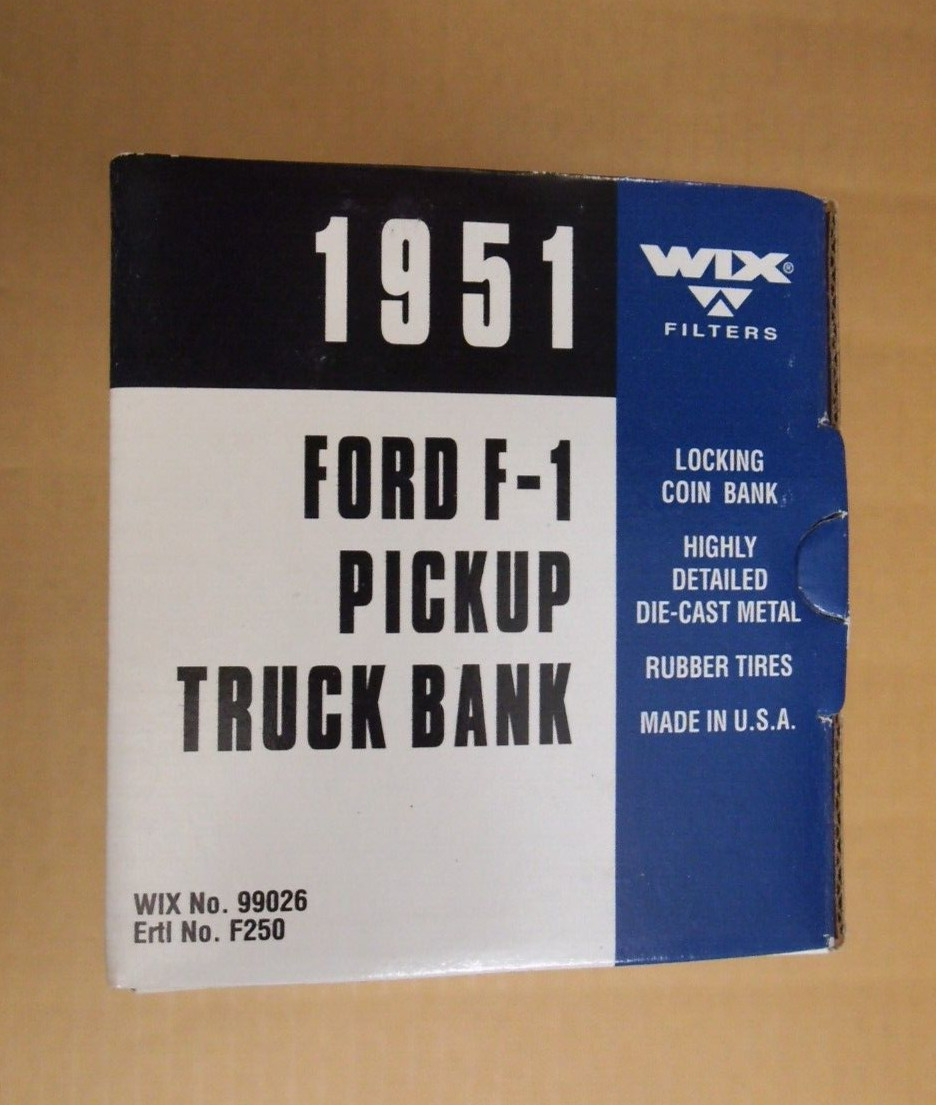 1951
FORD F-1
PICKUP
TRUCK BANK
WIX No. 99026
Ertl No. F250
WIX®
FILTERS
LOCKING
COIN BANK
HIGHLY
DETAILED
DIE-CAST METAL
RUBBER TIRES
MADE IN U.S.A.